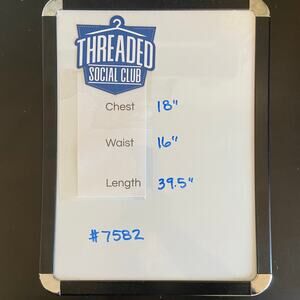 THREADED
SOCIAL CLUB
Chest 18"
Waist 16"
Length 39.5"
#7582